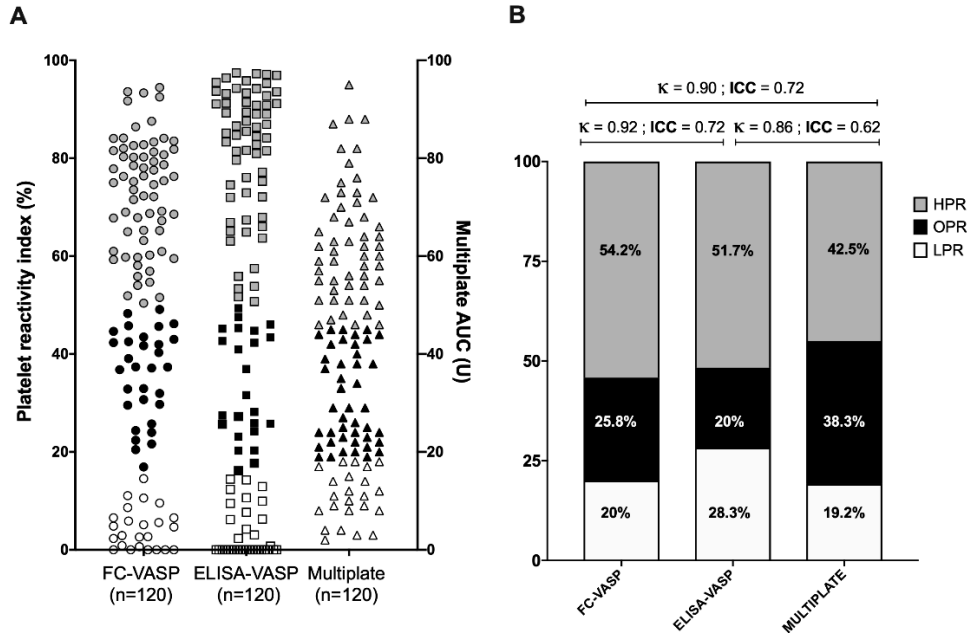 A
Platelet reactivity index (%)
100
80
60
40
20
0
100
80
60
40
20
0
Multiplate AUC (U)
FC-VASP
(n=120)
ELISA-VASP
(n=120)
Multiplate
(n=120)
B
κ = 0.90 ; ICC = 0.72
κ = 0.92 ; ICC = 0.72
κ = 0.86 ; ICC = 0.62
100
75
50
25
0
54.2%
51.7%
42.5%
25.8%
20%
38.3%
20%
28.3%
19.2%
HPR
OPR
LPR
FC-VASP
ELISA-VASP
MULTIPLATE